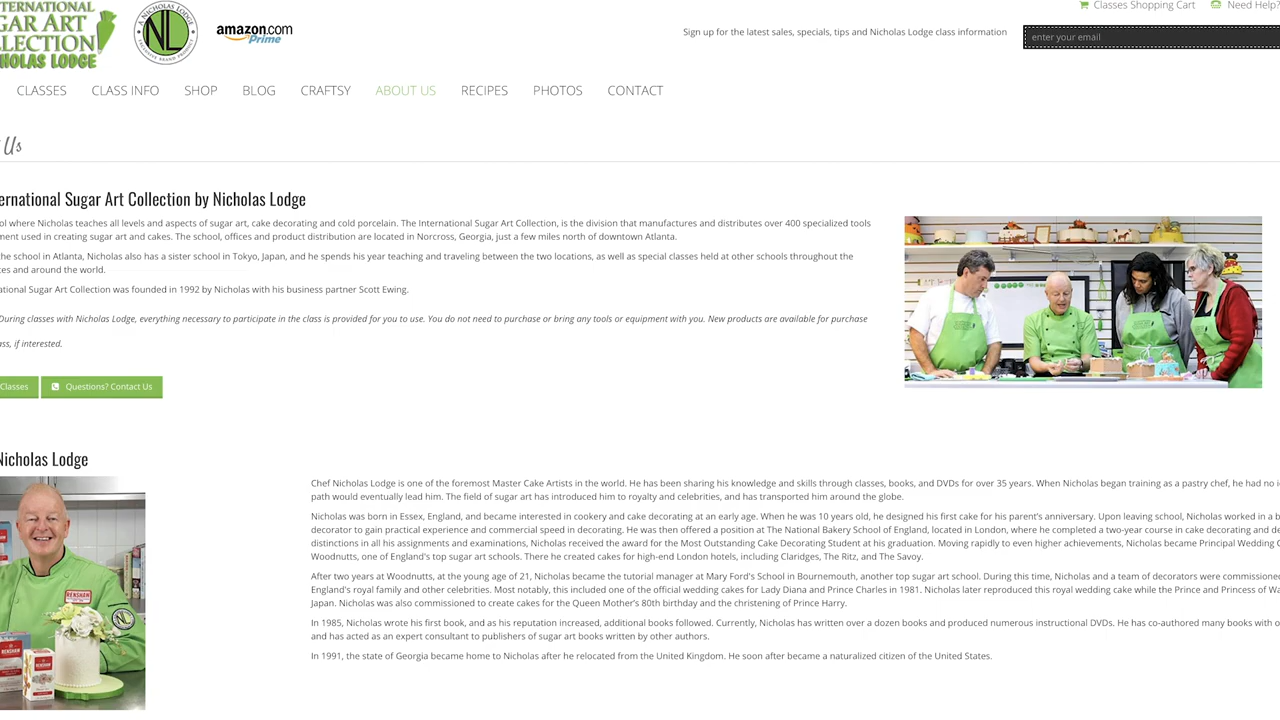 Classes Shopping Cart Need Help?
TERNATIONAL
GAR ART
LLECTION
HOLAS LODGE
A NICHOLAS LODGE
NL
EXCLUSIVE BRAND PRODUCT
amazon.com
Prime
Sign up for the latest sales, specials, tips and Nicholas Lodge class information
enter your email
CLASSES CLASS INFO SHOP BLOG CRAFTSY ABOUT US RECIPES PHOTOS CONTACT
Us
ernational Sugar Art Collection by Nicholas Lodge
ol where Nicholas teaches all levels and aspects of sugar art, cake decorating and cold porcelain. The International Sugar Art Collection, is the division that manufactures and distributes over 400 specialized tools
ment used in creating sugar art and cakes. The school, offices and product distribution are located in Norcross, Georgia, just a few miles north of downtown Atlanta.
he school in Atlanta, Nicholas also has a sister school in Tokyo, Japan, and he spends his year teaching and traveling between the two locations, as well as special classes held at other schools throughout the
tes and around the world.
ational Sugar Art Collection was founded in 1992 by Nicholas with his business partner Scott Ewing.
During classes with Nicholas Lodge, everything necessary to participate in the class is provided for you to use. You do not need to purchase or bring any tools or equipment with you. New products are available for purchase
ass, if interested.
Classes Questions? Contact Us
Nicholas Lodge
Chef Nicholas Lodge is one of the foremost Master Cake Artists in the world. He has been sharing his knowledge and skills through classes, books, and DVDs for over 35 years. When Nicholas began training as a pastry chef, he had no i
path would eventually lead him. The field of sugar art has introduced him to royalty and celebrities, and has transported him around the globe.
Nicholas was born in Essex, England, and became interested in cookery and cake decorating at an early age. When he was 10 years old, he designed his first cake for his parent's anniversary. Upon leaving school, Nicholas worked in a b
decorator to gain practical experience and commercial speed in decorating. He was then offered a position at The National Bakery School of England, located in London, where he completed a two-year course in cake decorating and de
distinctions in all his assignments and examinations, Nicholas received the award for the Most Outstanding Cake Decorating Student at his graduation. Moving rapidly to even higher achievements, Nicholas became Principal Wedding C
Woodnutts, one of England's top sugar art schools. There he created cakes for high-end London hotels, including Claridges, The Ritz, and The Savoy.
After two years at Woodnutts, at the young age of 21, Nicholas became the tutorial manager at Mary Ford's School in Bournemouth, another top sugar art school. During this time, Nicholas and a team of decorators were commissione
England's royal family and other celebrities. Most notably, this included one of the official wedding cakes for Lady Diana and Prince Charles in 1981. Nicholas later reproduced this royal wedding cake while the Prince and Princess of Wa
Japan. Nicholas was also commissioned to create cakes for the Queen Mother's 80th birthday and the christening of Prince Harry.
In 1985, Nicholas wrote his first book, and as his reputation increased, additional books followed. Currently, Nicholas has written over a dozen books and produced numerous instructional DVDs. He has co-authored many books with o
and has acted as an expert consultant to publishers of sugar art books written by other authors.
In 1991, the state of Georgia became home to Nicholas after he relocated from the United Kingdom. He soon after became a naturalized citizen of the United States.
RENSHAW
NL
RENSHAW
RENSHAW